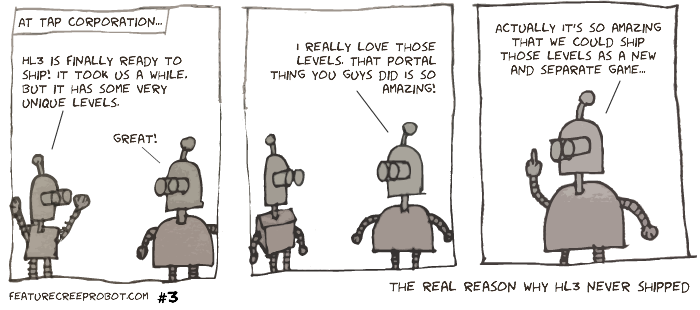 AT TAP CORPORATION...
HL3 IS FINALLY READY TO
SHIP! IT TOOK US A WHILE,
BUT IT HAS SOME VERY
UNIQUE LEVELS.
GREAT!
I REALLY LOVE THOSE
LEVELS. THAT PORTAL
THING YOU GUYS DID IS SO
AMAZING!
ACTUALLY IT'S SO AMAZING
THAT WE COULD SHIP
THOSE LEVELS AS A NEW
AND SEPARATE GAME...
FEATURECREEPROBOT.COM #3
THE REAL REASON WHY HL3 NEVER SHIPPED